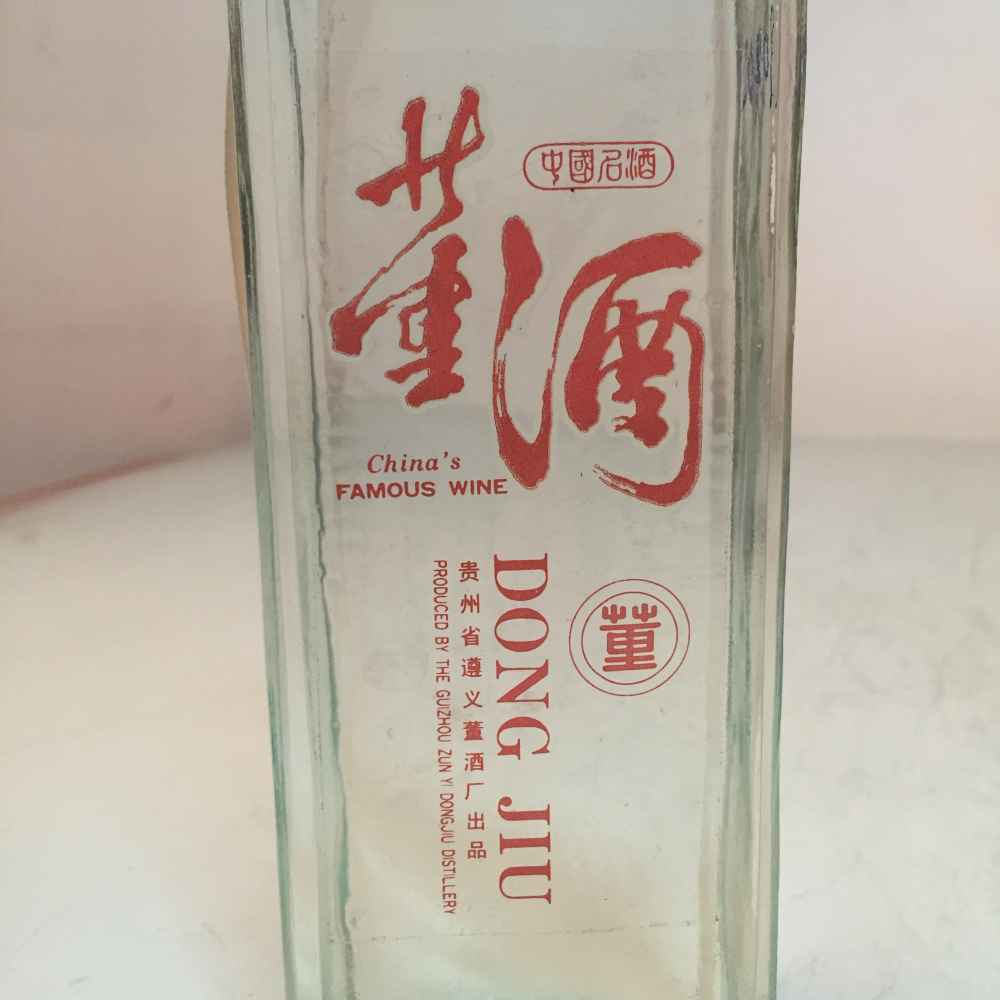 中國名酒
董酒
China's
FAMOUS WINE
DONG JIU
董
贵州省遵义董酒厂出品
PRODUCED BY THE GUIZHOU ZUN YI DONGJIU DISTILLERY